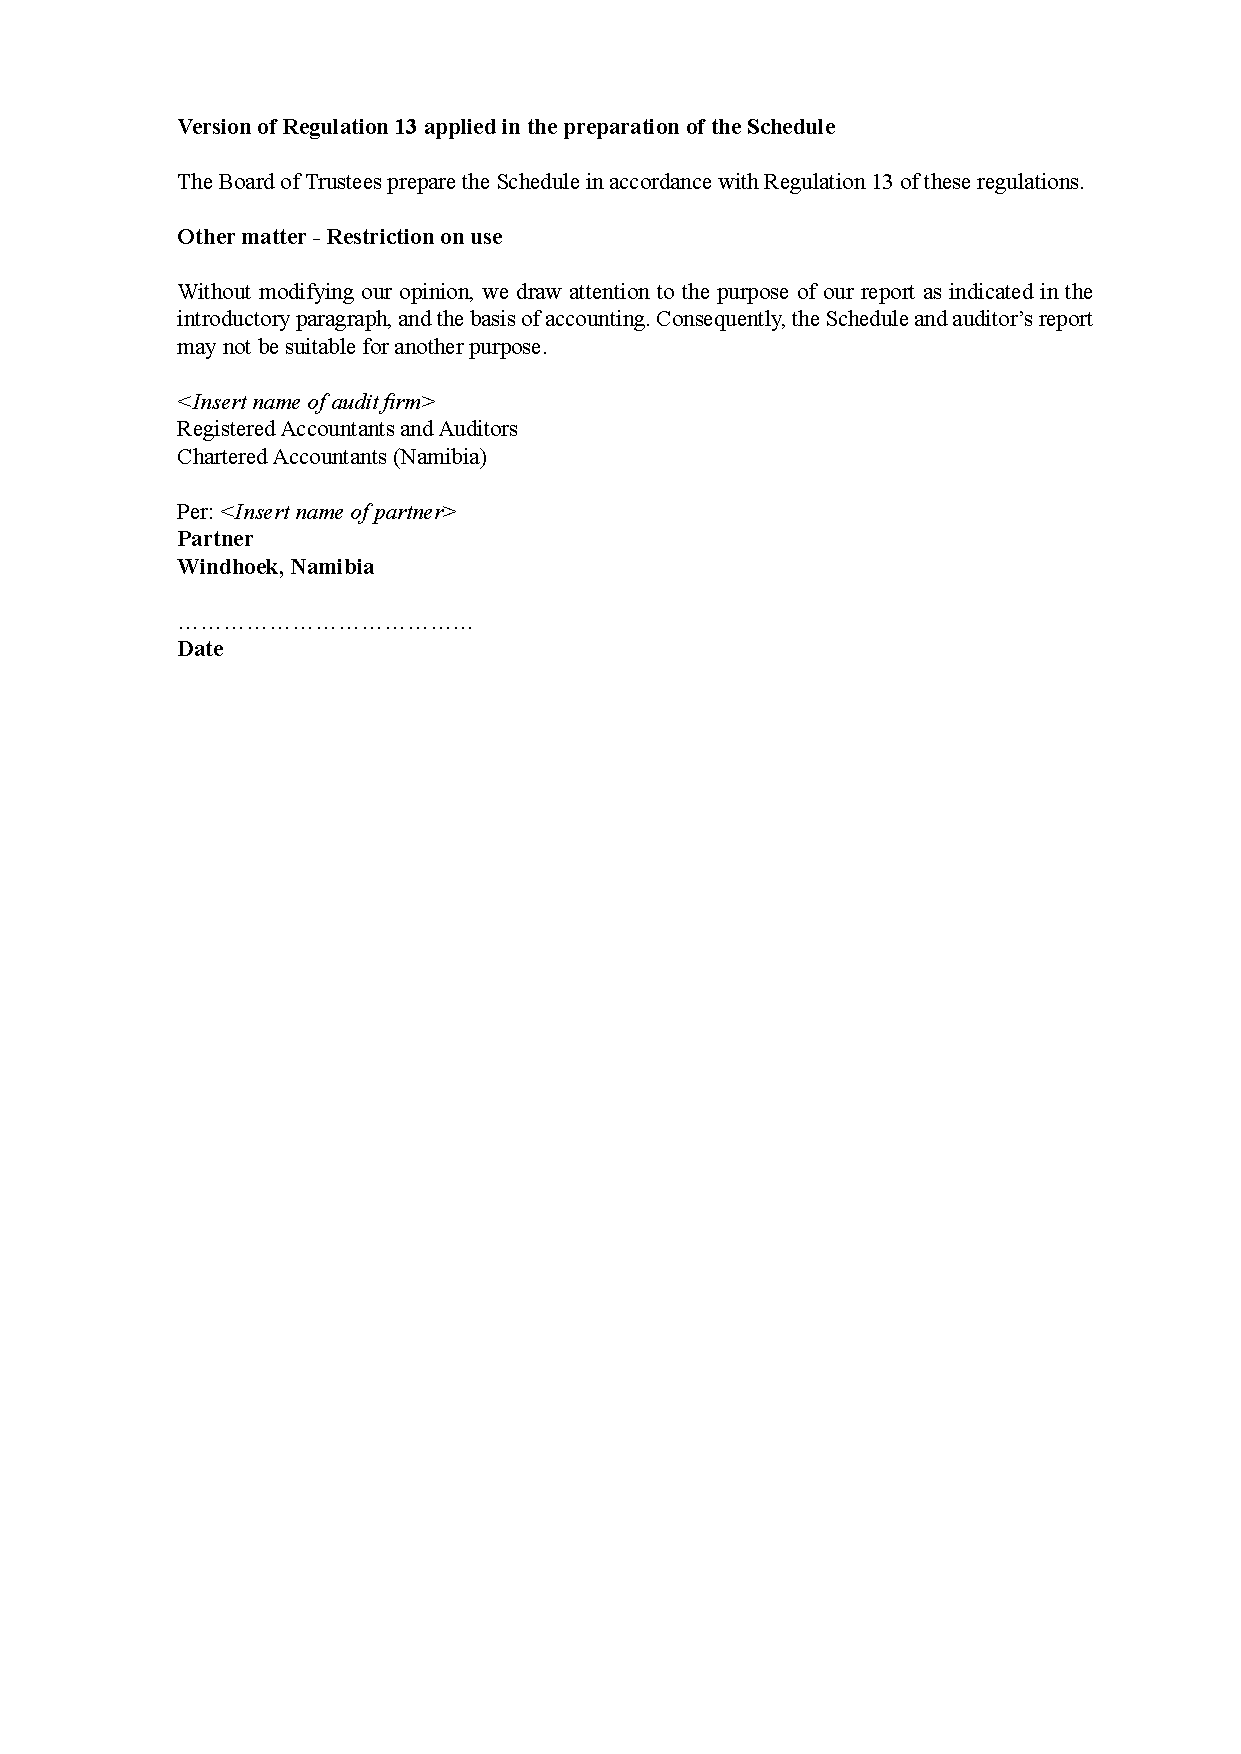 Version of Regulation 13 applied in the preparation of the Schedule
The Board of Trustees prepare the Schedule in accordance with Regulation 13 of these regulations.
Other matter - Restriction on use
Without modifying our opinion, we draw attention to the purpose of our report as indicated in the
introductory paragraph, and the basis of accounting. Consequently, the Schedule and auditor’s report
may not be suitable for another purpose.
<Insert name of audit firm>
Registered Accountants and Auditors
Chartered Accountants (Namibia)
Per: <Insert name of partner>
Partner
Windhoek, Namibia
…………………………………
Date